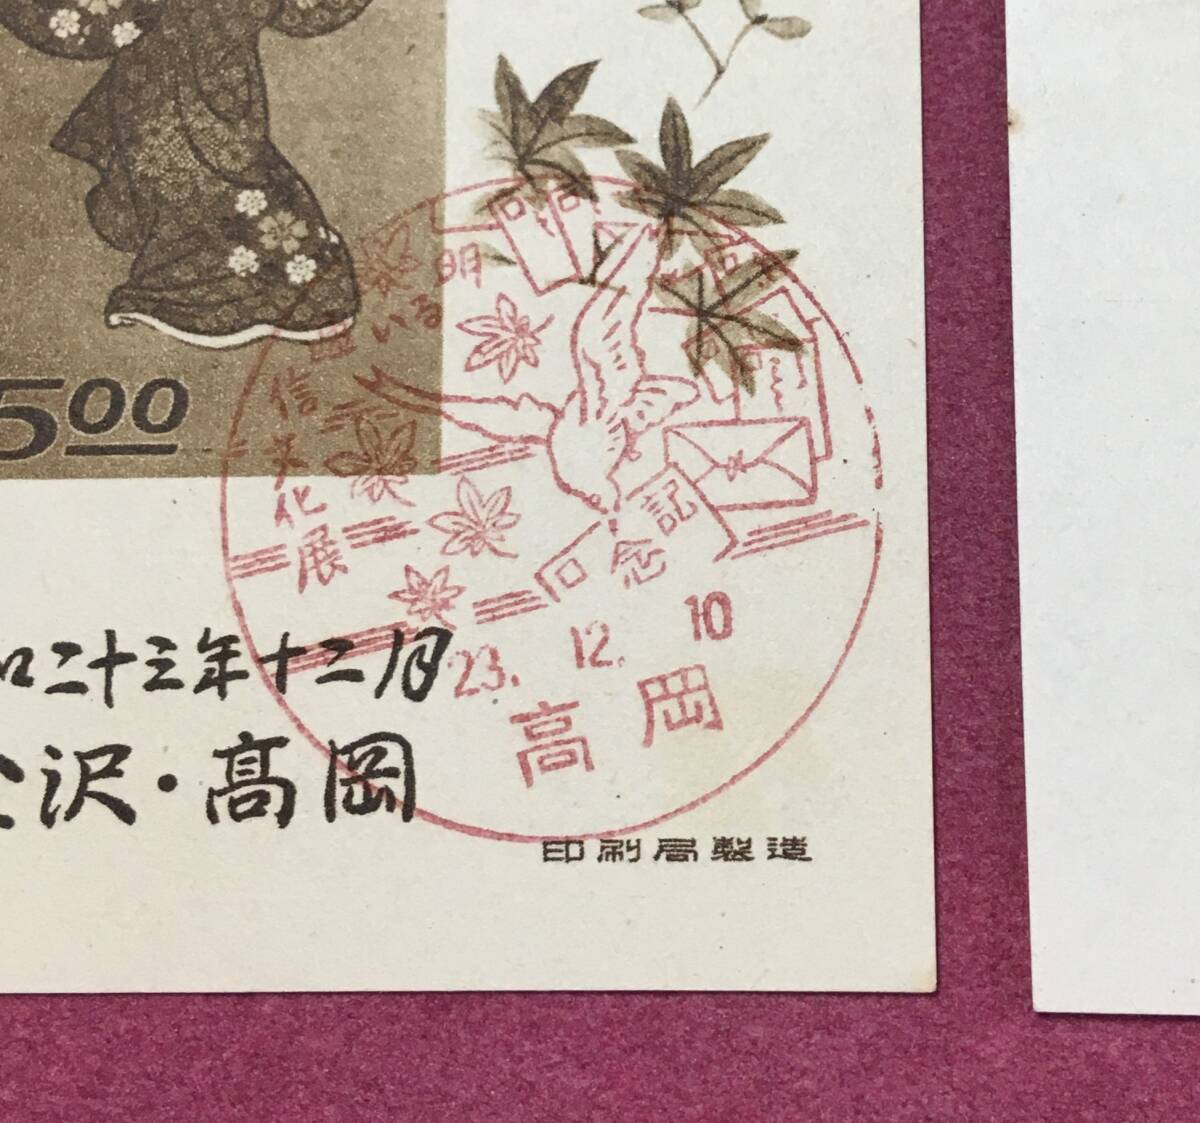 5.00
明るい逓信文化展
記念
23. 12. 10
高岡
和二十三年十二月
沢・高岡
印刷局製造